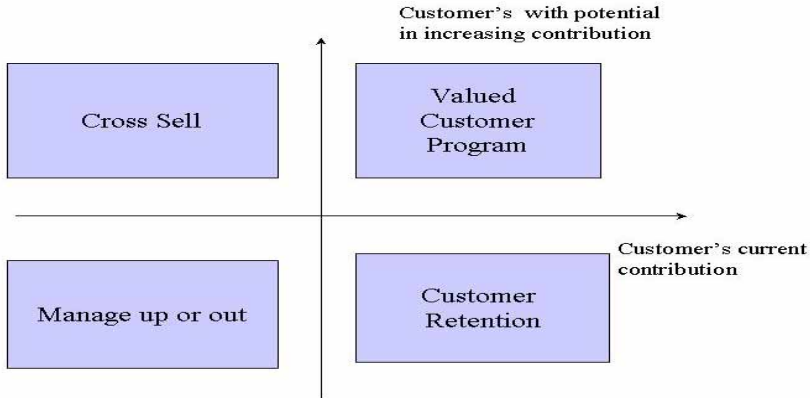 Customer's  with potential
in increasing contribution
Cross Sell
Valued
Customer
Program
Customer's current
contribution
Manage up or out
Customer
Retention